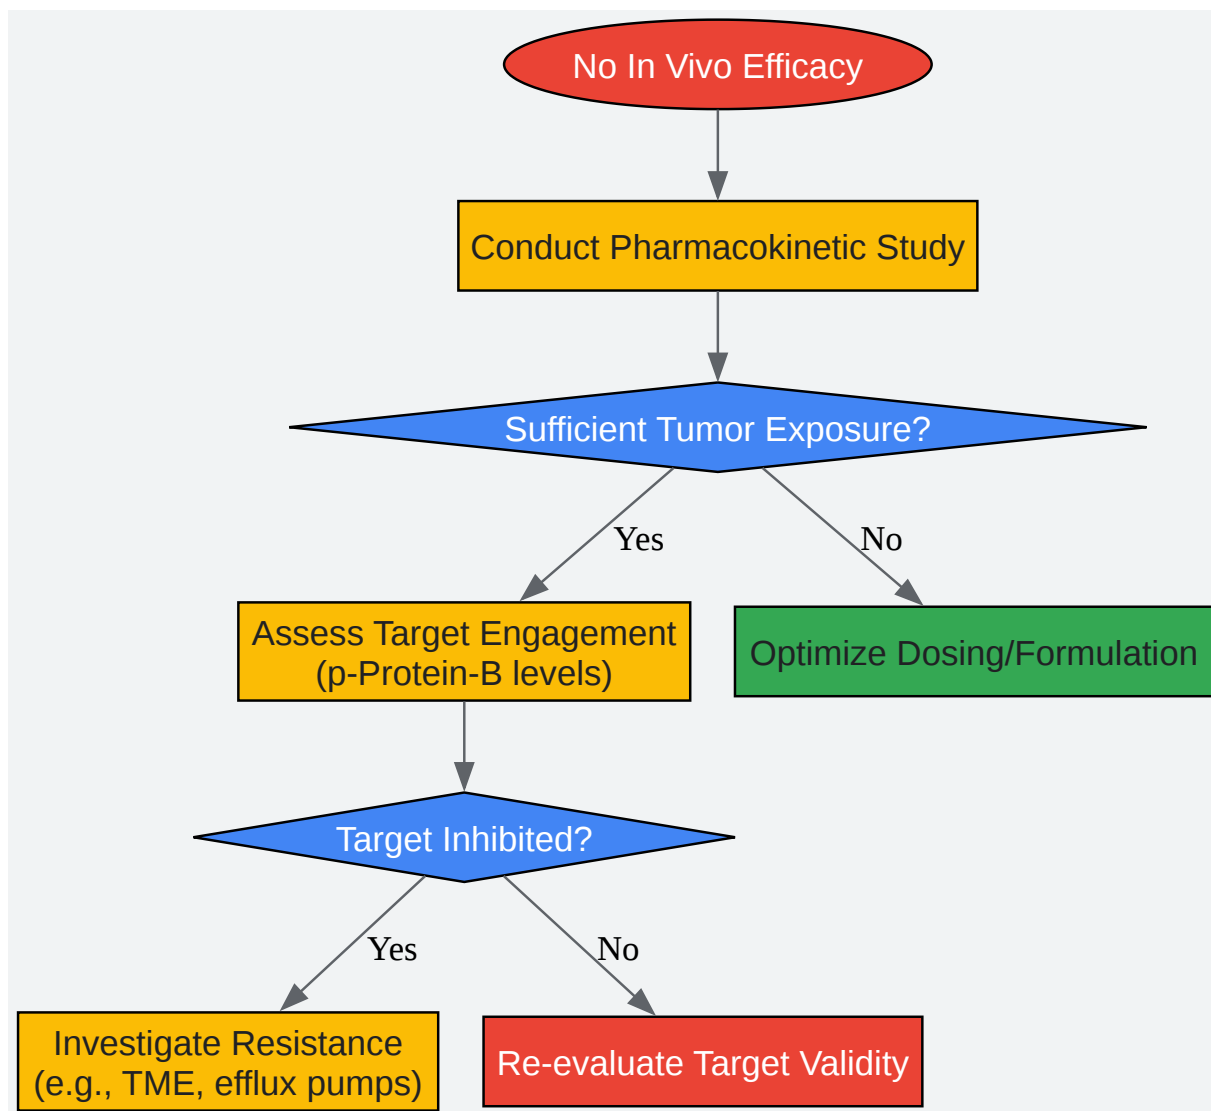 No In Vivo Efficacy
Conduct Pharmacokinetic Study
Sufficient Tumor Exposure?
Yes
No
Assess Target Engagement
(p-Protein-B levels)
Optimize Dosing/Formulation
Target Inhibited?
Yes
No
Investigate Resistance
(e.g., TME, efflux pumps)
Re-evaluate Target Validity